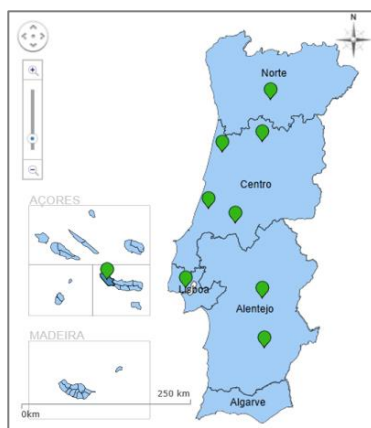 N
Norte
Centro
AÇORES
Lisboa
Alentejo
MADEIRA
250 km
0km
Algarve